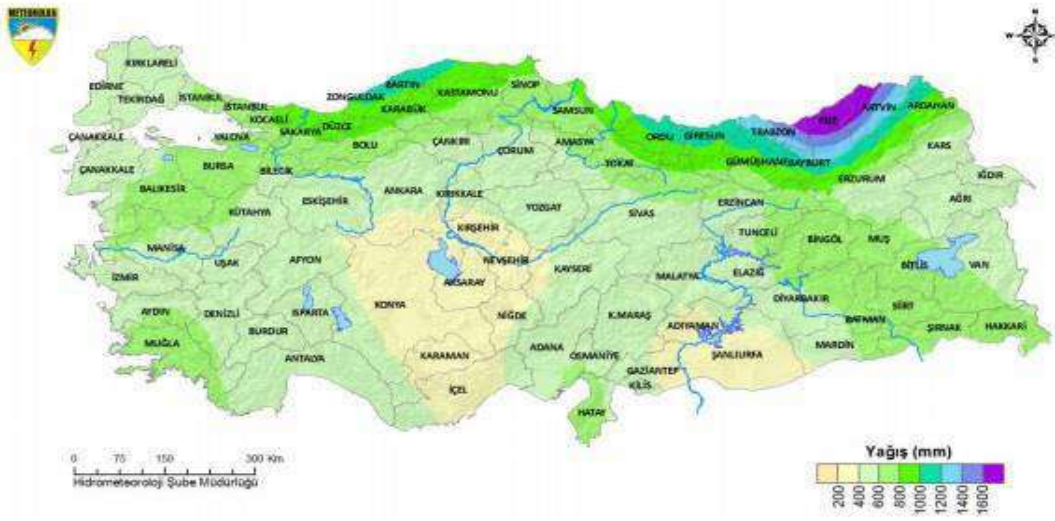 METEOROLOJİ
N
W
E
S
KIRKLARELİ
EDİRNE
TEKİRDAĞ
İSTANBUL
İSTANBUL
KOCAELİ
YALOVA
SAKARYA
DÜZCE
ZONGULDAK
BARTIN
KARABÜK
KASTAMONU
SİNOP
SAMSUN
ORDU
GİRESUN
TRABZON
RİZE
ARTVİN
ARDAHAN
ÇANAKKALE
ÇANAKKALE
BALIKESİR
BURSA
BİLECİK
BOLU
ÇANKIRI
ÇORUM
AMASYA
TOKAT
GÜMÜŞHANE
BAYBURT
ERZURUM
KARS
IĞDIR
AĞRI
KÜTAHYA
ESKİŞEHİR
ANKARA
KIRIKKALE
YOZGAT
SİVAS
ERZİNCAN
TUNCELİ
BİNGÖL
MUŞ
BİTLİS
VAN
MANİSA
İZMİR
UŞAK
AFYON
KIRŞEHİR
NEVŞEHİR
AKSARAY
KAYSERİ
MALATYA
ELAZIĞ
DİYARBAKIR
BATMAN
SİİRT
ŞIRNAK
HAKKARİ
AYDIN
DENİZLİ
ISPARTA
BURDUR
KONYA
NİĞDE
K.MARAŞ
ADIYAMAN
ŞANLIURFA
MARDİN
MUĞLA
ANTALYA
KARAMAN
İÇEL
ADANA
OSMANİYE
GAZİANTEP
KİLİS
HATAY
0 75 150 300 Km
Hidrometeoroloji Şube Müdürlüğü
Yağış (mm)
200 400 600 800 1000 1200 1400 1600